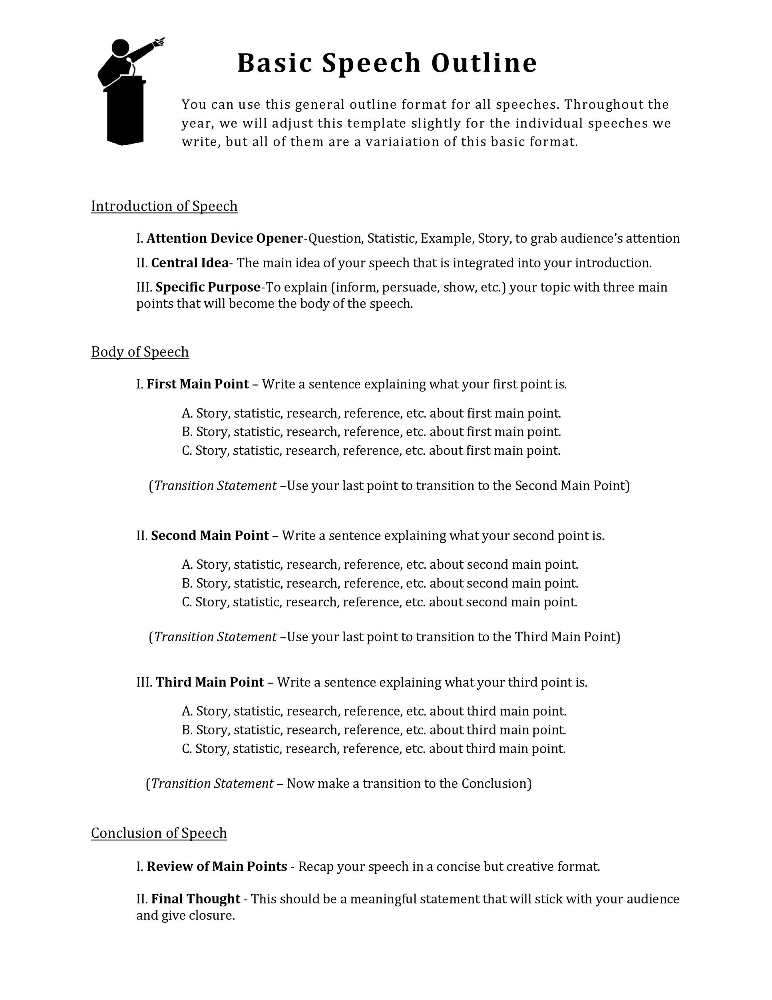 Basic Speech Outline
You can use this general outline format for all speeches. Throughout the
year, we will adjust this template slightly for the individual speeches we
write, but all of them are a variaiation of this basic format.
Introduction of Speech
I. Attention Device Opener-Question, Statistic, Example, Story, to grab audience’s attention
II. Central Idea- The main idea of your speech that is integrated into your introduction.
III. Specific Purpose-To explain (inform, persuade, show, etc.) your topic with three main
points that will become the body of the speech.
Body of Speech
I. First Main Point – Write a sentence explaining what your first point is.
A. Story, statistic, research, reference, etc. about first main point.
B. Story, statistic, research, reference, etc. about first main point.
C. Story, statistic, research, reference, etc. about first main point.
(Transition Statement –Use your last point to transition to the Second Main Point)
II. Second Main Point – Write a sentence explaining what your second point is.
A. Story, statistic, research, reference, etc. about second main point.
B. Story, statistic, research, reference, etc. about second main point.
C. Story, statistic, research, reference, etc. about second main point.
(Transition Statement –Use your last point to transition to the Third Main Point)
III. Third Main Point – Write a sentence explaining what your third point is.
A. Story, statistic, research, reference, etc. about third main point.
B. Story, statistic, research, reference, etc. about third main point.
C. Story, statistic, research, reference, etc. about third main point.
(Transition Statement – Now make a transition to the Conclusion)
Conclusion of Speech
I. Review of Main Points - Recap your speech in a concise but creative format.
II. Final Thought - This should be a meaningful statement that will stick with your audience
and give closure.